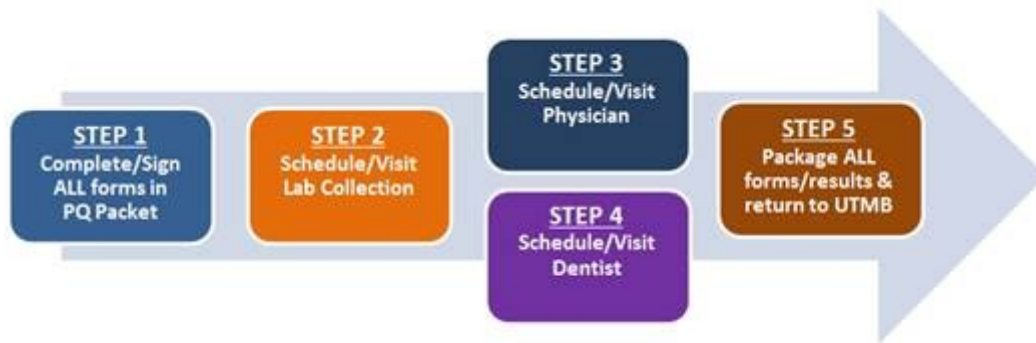 STEP 1
Complete/Sign
ALL forms in
PQ Packet
STEP 2
Schedule/Visit
Lab Collection
STEP 3
Schedule/Visit
Physician
STEP 4
Schedule/Visit
Dentist
STEP 5
Package ALL
forms/results &
return to UTMB